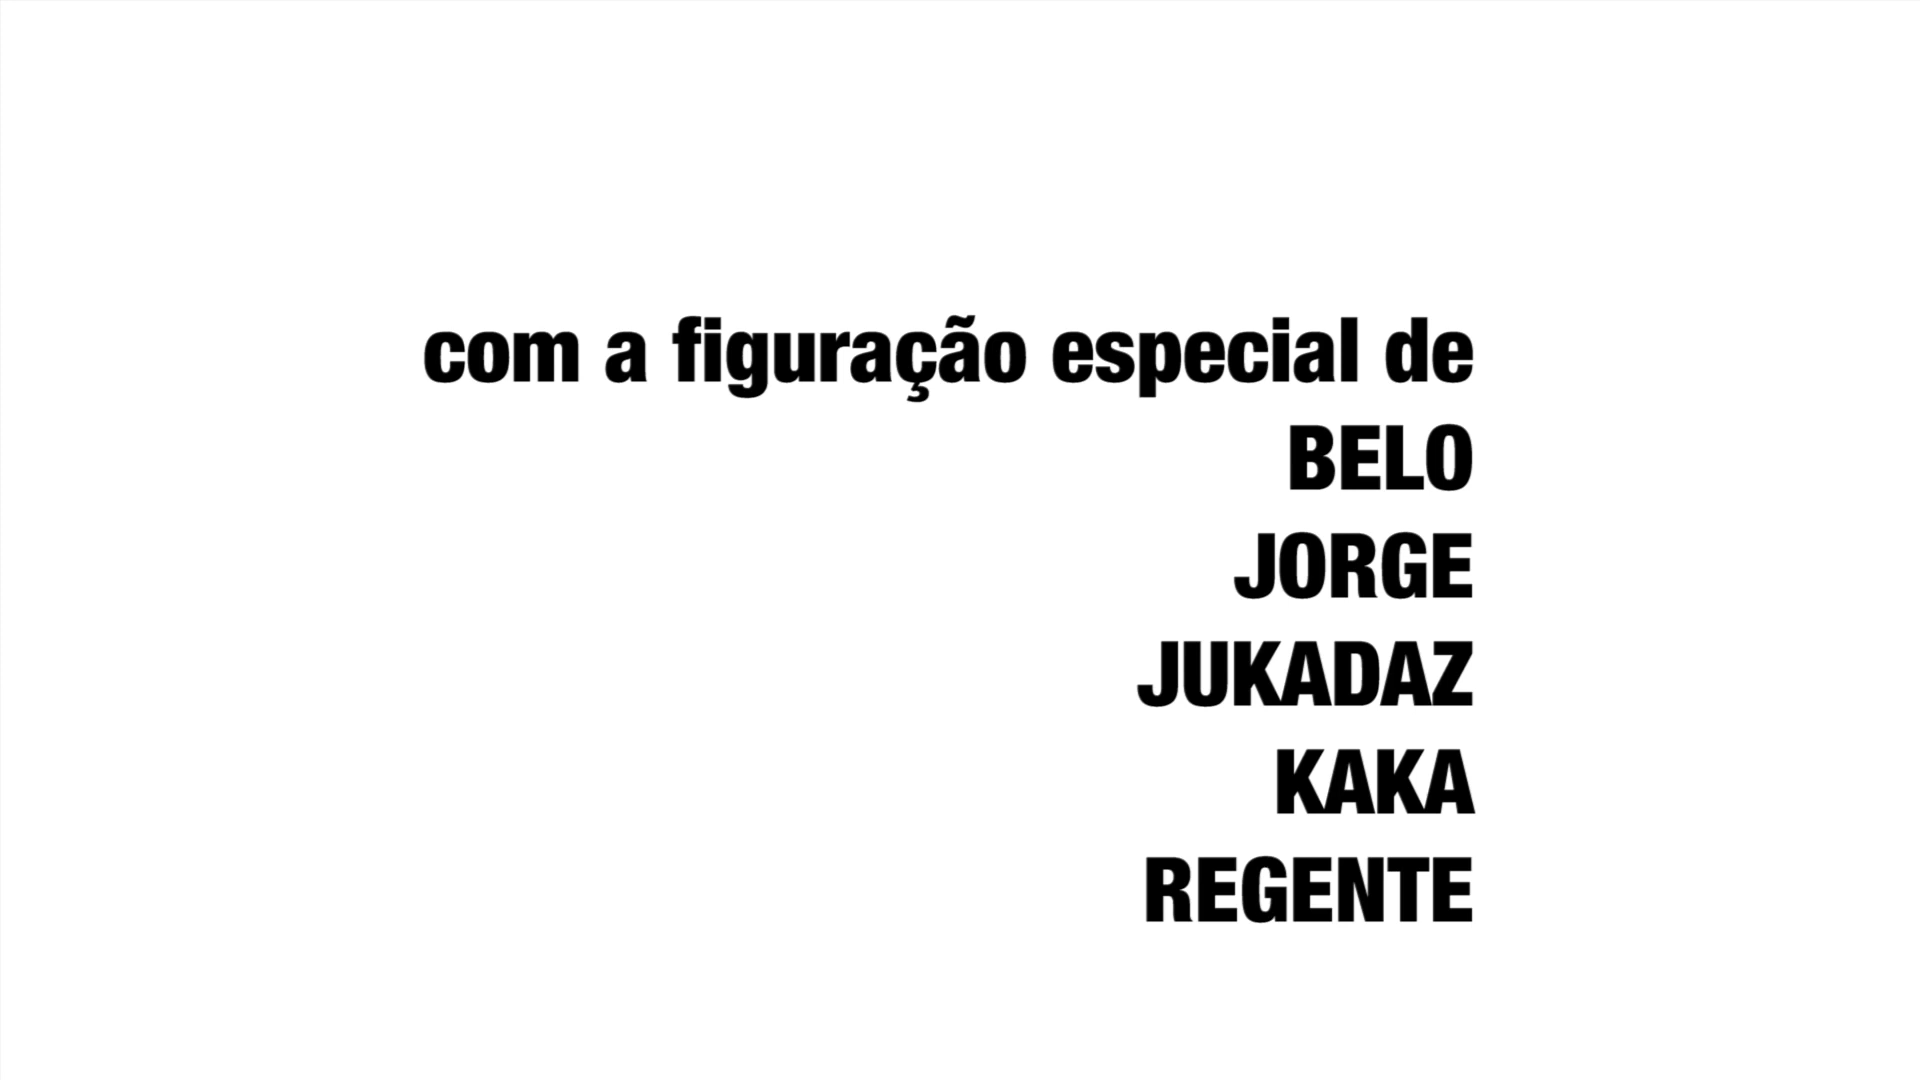 com a figuração especial de
BELO
JORGE
JUKADAZ
KAKA
REGENTE